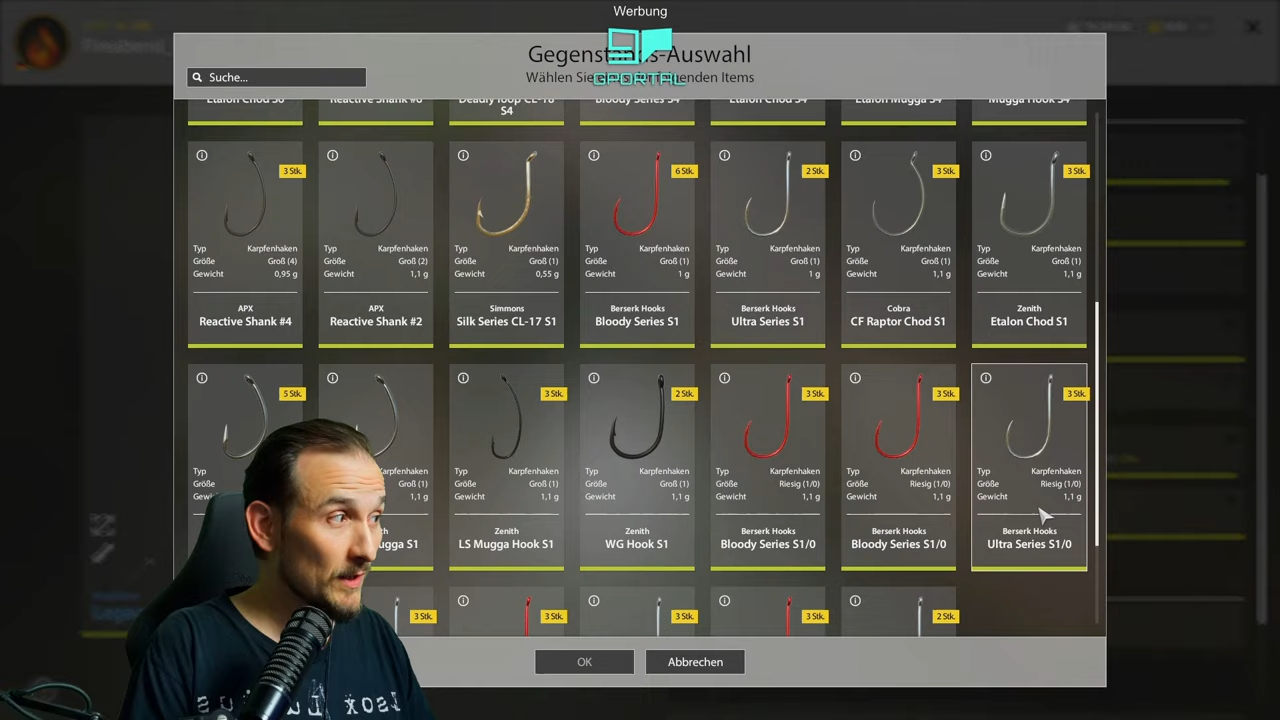 Werbung
GPORTAL
Gegenstands-Auswahl
Suche...
Wählen Sie eines der folgenden Items
Etalon Chod S6
Reactive Shank #6
Deadly loop CL-18 S4
Bloody Series S4
Etalon Chod S4
Etalon Mugga S4
Mugga Hook S4
3 Stk.
6 Stk.
2 Stk.
3 Stk.
3 Stk.
Typ Karpfenhaken
Größe Groß (4)
Gewicht 0,95 g
APX
Reactive Shank #4
Typ Karpfenhaken
Größe Groß (2)
Gewicht 1,1 g
APX
Reactive Shank #2
Typ Karpfenhaken
Größe Groß (1)
Gewicht 0,55 g
Simmons
Silk Series CL-17 S1
Typ Karpfenhaken
Größe Groß (1)
Gewicht 1 g
Berserk Hooks
Bloody Series S1
Typ Karpfenhaken
Größe Groß (1)
Gewicht 1 g
Berserk Hooks
Ultra Series S1
Typ Karpfenhaken
Größe Groß (1)
Gewicht 1,1 g
Cobra
CF Raptor Chod S1
Typ Karpfenhaken
Größe Groß (1)
Gewicht 1,1 g
Zenith
Etalon Chod S1
5 Stk.
3 Stk.
2 Stk.
3 Stk.
3 Stk.
3 Stk.
Typ Karpfenhaken
Größe
Gewicht
Karpfenhaken
Groß (1)
1,1 g
ugga S1
Typ Karpfenhaken
Größe Groß (1)
Gewicht 1,1 g
Zenith
LS Mugga Hook S1
Typ Karpfenhaken
Größe Groß (1)
Gewicht 1,1 g
Zenith
WG Hook S1
Typ Karpfenhaken
Größe Riesig (1/0)
Gewicht 1,1 g
Berserk Hooks
Bloody Series S1/0
Typ Karpfenhaken
Größe Riesig (1/0)
Gewicht 1,1 g
Berserk Hooks
Bloody Series S1/0
Typ Karpfenhaken
Größe Riesig (1/0)
Gewicht 1,1 g
Berserk Hooks
Ultra Series S1/0
3 Stk.
3 Stk.
3 Stk.
3 Stk.
2 Stk.
OK
Abbrechen